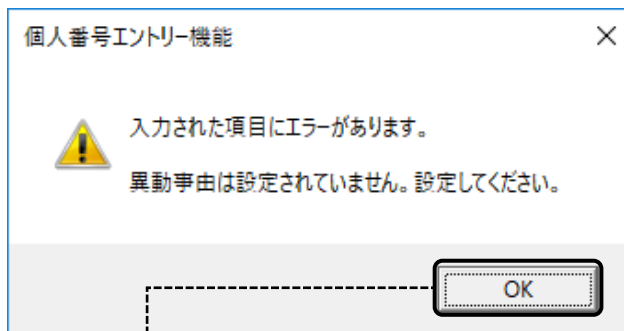 個人番号エントリー機能
入力された項目にエラーがあります。
異動事由は設定されていません。設定してください。
OK